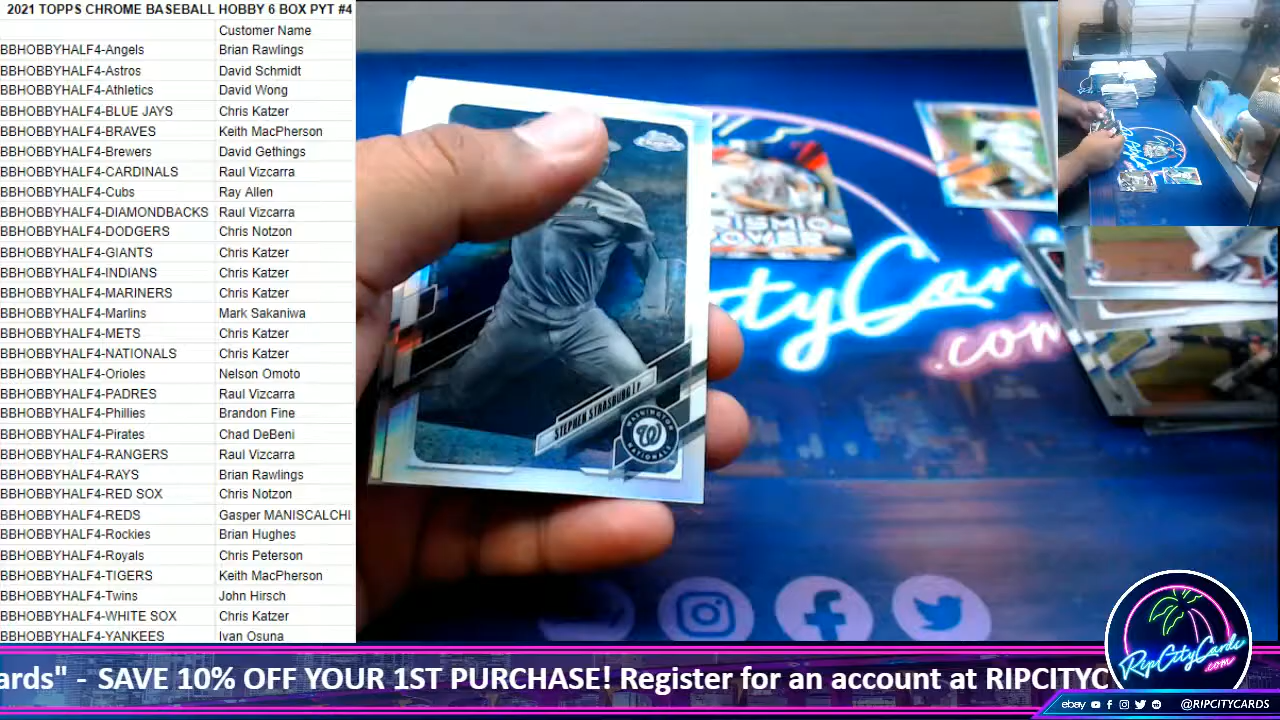 2021 TOPPS CHROME BASEBALL HOBBY 6 BOX PYT #4
Customer Name
BBHOBBYHALF4-Angels Brian Rawlings
BBHOBBYHALF4-Astros David Schmidt
BBHOBBYHALF4-Athletics David Wong
BBHOBBYHALF4-BLUE JAYS Chris Katzer
BBHOBBYHALF4-BRAVES Keith MacPherson
BBHOBBYHALF4-Brewers David Gethings
BBHOBBYHALF4-CARDINALS Raul Vizcarra
BBHOBBYHALF4-Cubs Ray Allen
BBHOBBYHALF4-DIAMONDBACKS Raul Vizcarra
BBHOBBYHALF4-DODGERS Chris Notzon
BBHOBBYHALF4-GIANTS Chris Katzer
BBHOBBYHALF4-INDIANS Chris Katzer
BBHOBBYHALF4-MARINERS Chris Katzer
BBHOBBYHALF4-Marlins Mark Sakaniwa
BBHOBBYHALF4-METS Chris Katzer
BBHOBBYHALF4-NATIONALS Chris Katzer
BBHOBBYHALF4-Orioles Nelson Omoto
BBHOBBYHALF4-PADRES Raul Vizcarra
BBHOBBYHALF4-Phillies Brandon Fine
BBHOBBYHALF4-Pirates Chad DeBeni
BBHOBBYHALF4-RANGERS Raul Vizcarra
BBHOBBYHALF4-RAYS Brian Rawlings
BBHOBBYHALF4-RED SOX Chris Notzon
BBHOBBYHALF4-REDS Gasper MANISCALCHI
BBHOBBYHALF4-Rockies Brian Hughes
BBHOBBYHALF4-Royals Chris Peterson
BBHOBBYHALF4-TIGERS Keith MacPherson
BBHOBBYHALF4-Twins John Hirsch
BBHOBBYHALF4-WHITE SOX Chris Katzer
BBHOBBYHALF4-YANKEES Ivan Osuna
STEPHEN STRASBURG
WASHINGTON
W
NATIONALS
ISMIC
OWER
tyCar
.com
RipCityCards
.com
ards" - SAVE 10% OFF YOUR 1ST PURCHASE! Register for an account at RIPCITYC
ebay @RIPCITYCARDS